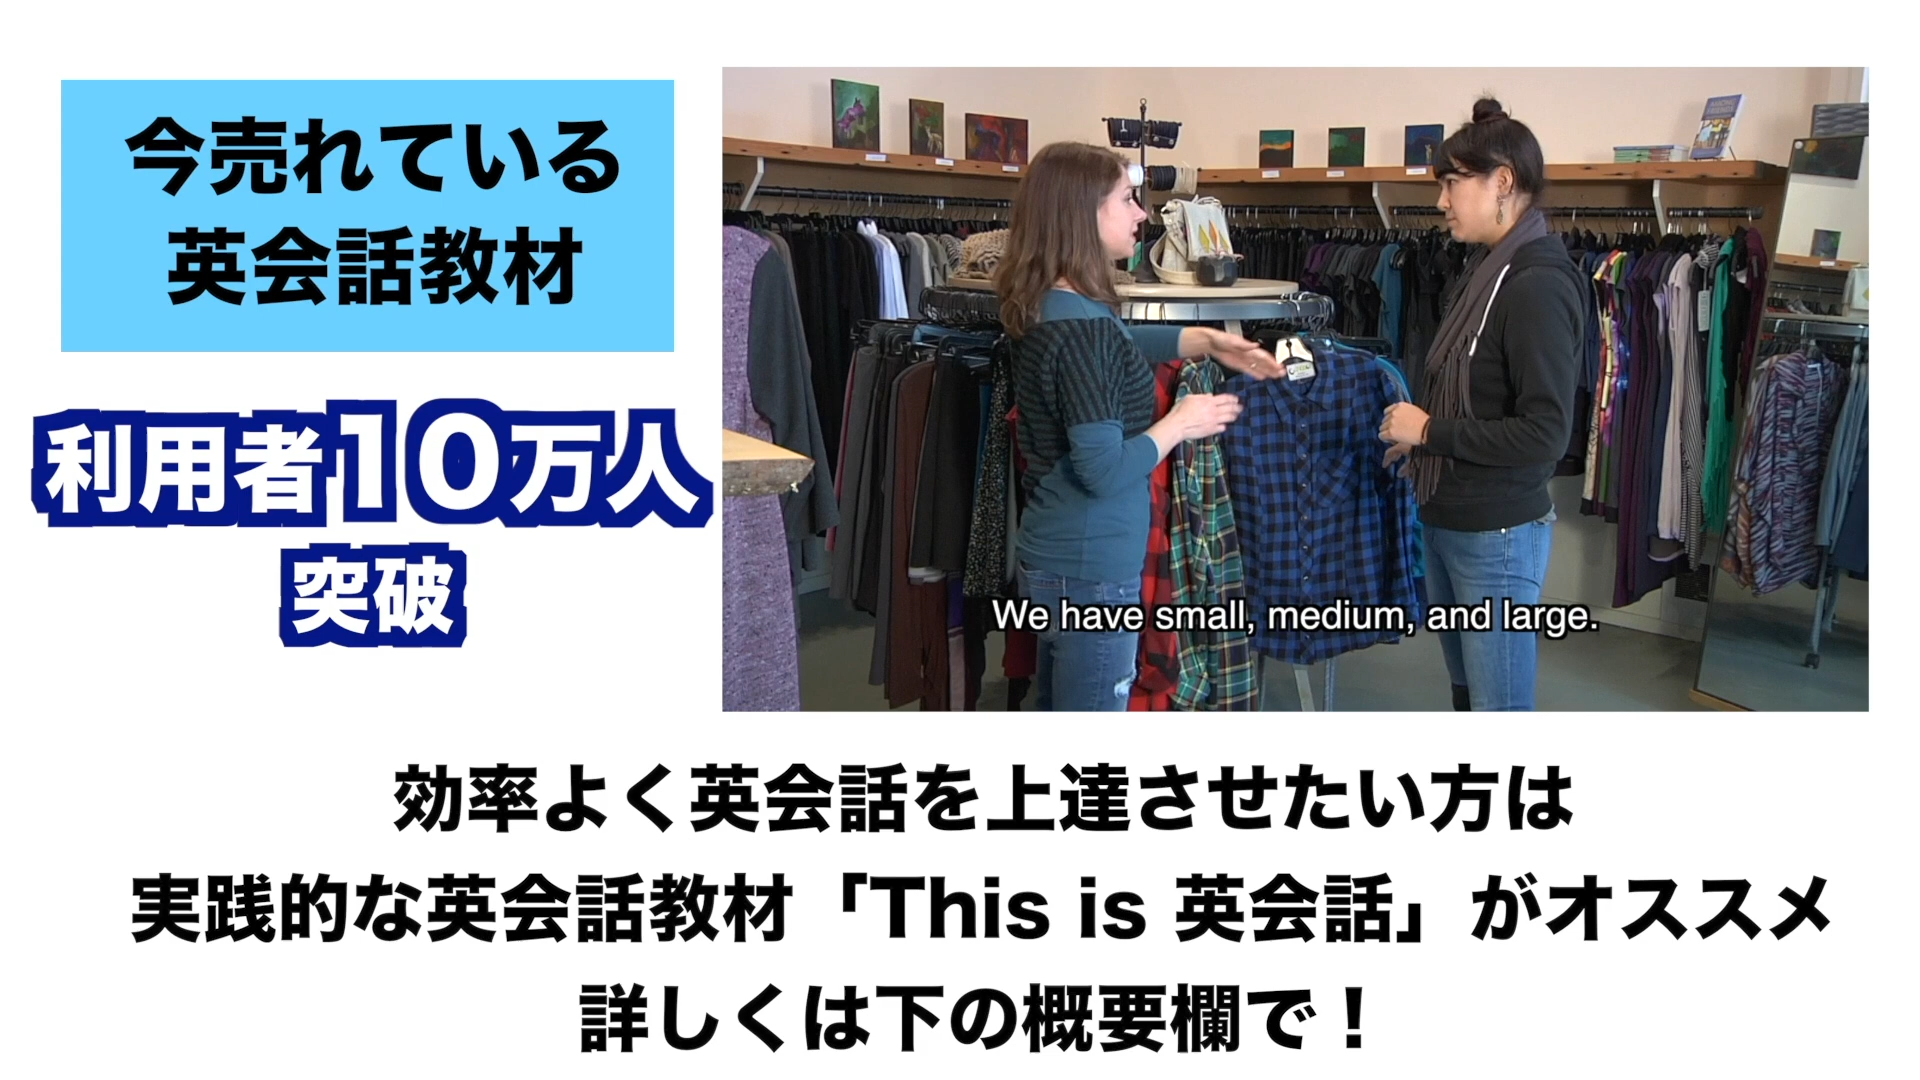 今売れている
英会話教材
利用者10万人
突破
We have small, medium, and large.
効率よく英会話を上達させたい方は
実践的な英会話教材「This is 英会話」がオススメ
詳しくは下の概要欄で！